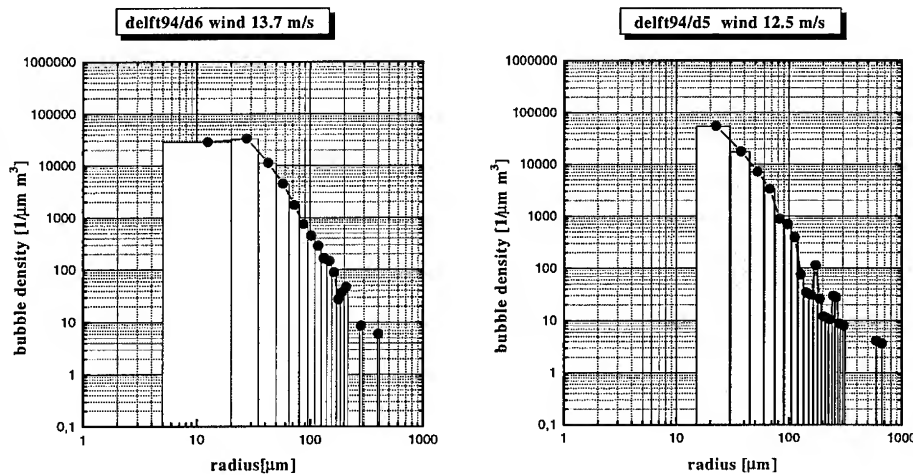 delft94/d6 wind 13.7 m/s
1000000
100000
10000
1000
100
10
1
0,1
bubble density [1/μm m³]
1 10 100 1000
radius[μm]
delft94/d5 wind 12.5 m/s
1000000
100000
10000
1000
100
10
1
0,1
bubble density [1/μm m³]
1 10 100 1000
radius [μm]